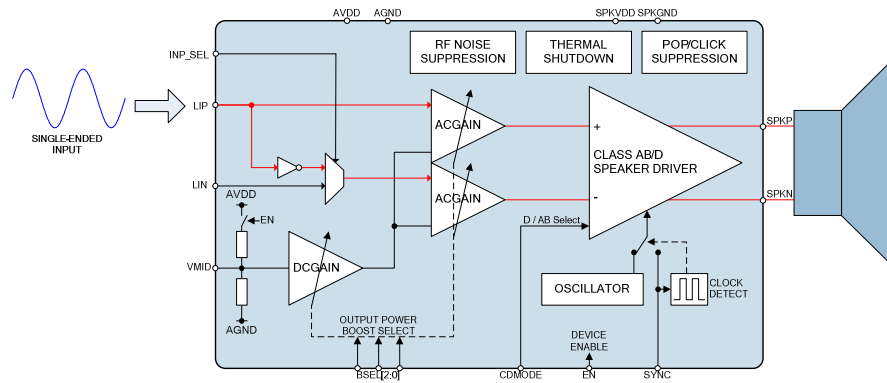 AVDD
AGND
SPKVDD
SPKGND
INP_SEL
RF NOISE
SUPPRESSION
THERMAL
SHUTDOWN
POP/CLICK
SUPPRESSION
LIP
SINGLE-ENDED
INPUT
ACGAIN
+
CLASS AB/D
SPEAKER DRIVER
-
SPKP
LIN
ACGAIN
SPKN
AVDD
EN
D / AB Select
VMID
DCGAIN
OSCILLATOR
CLOCK
DETECT
AGND
OUTPUT POWER
BOOST SELECT
DEVICE
ENABLE
BSEL[2:0]
CDMODE
EN
SYNC